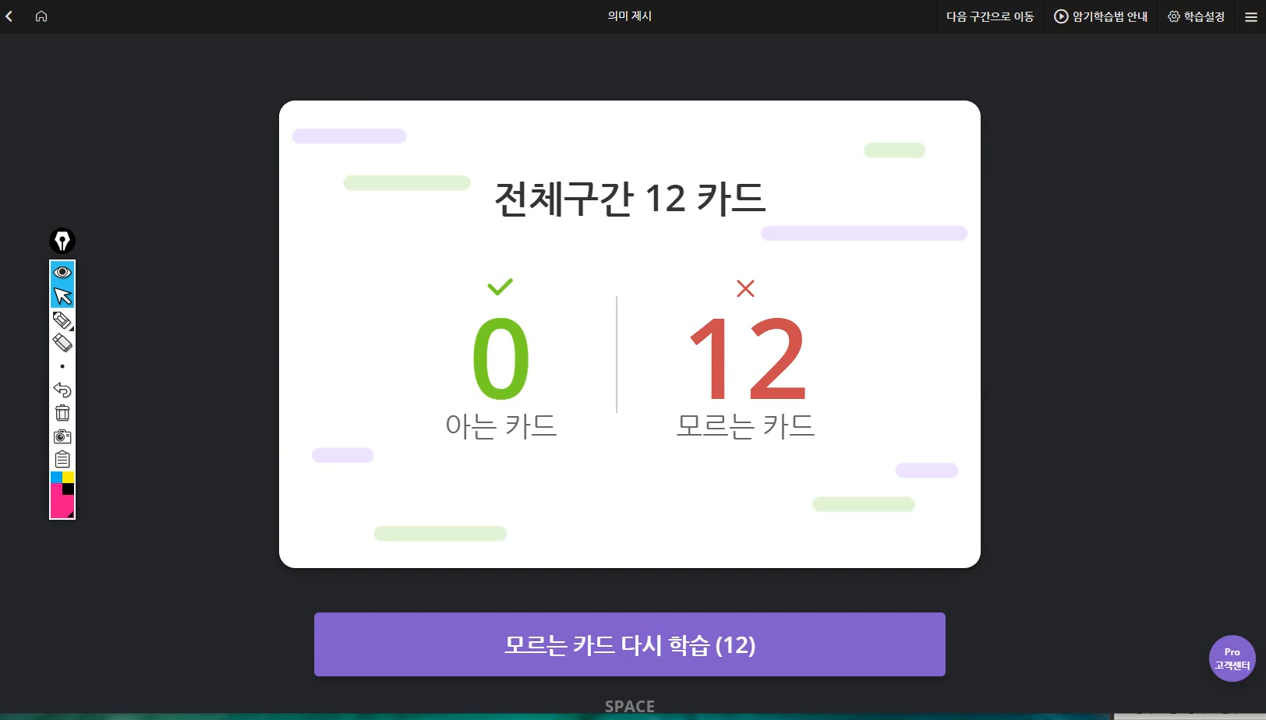 의미 제시
다음 구간으로 이동
암기학습법 안내
학습설정
전체구간 12 카드
0
아는 카드
12
모르는 카드
모르는 카드 다시 학습 (12)
SPACE
Pro
고객센터